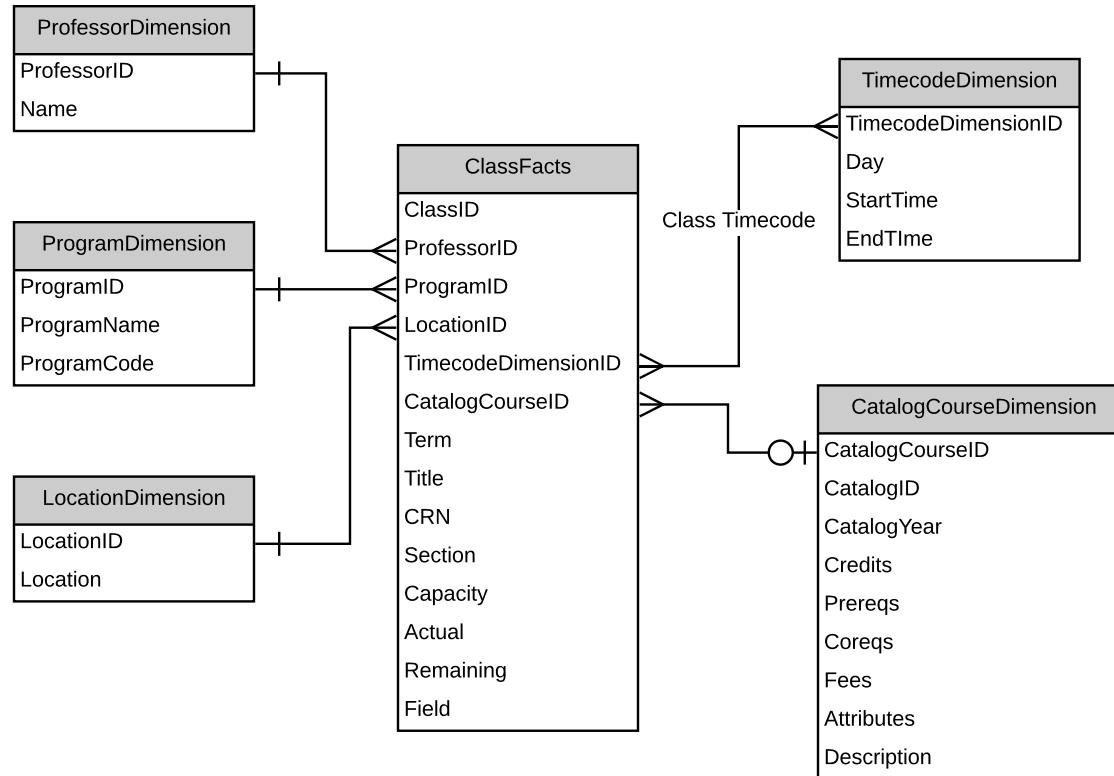 ProfessorDimension
ProfessorID
Name
ProgramDimension
ProgramID
ProgramName
ProgramCode
LocationDimension
LocationID
Location
ClassFacts
ClassID
ProfessorID
ProgramID
LocationID
TimecodeDimensionID
CatalogCourseID
Term
Title
CRN
Section
Capacity
Actual
Remaining
Field
Class Timecode
TimecodeDimension
TimecodeDimensionID
Day
StartTime
EndTIme
CatalogCourseDimension
CatalogCourseID
CatalogID
CatalogYear
Credits
Prereqs
Coreqs
Fees
Attributes
Description